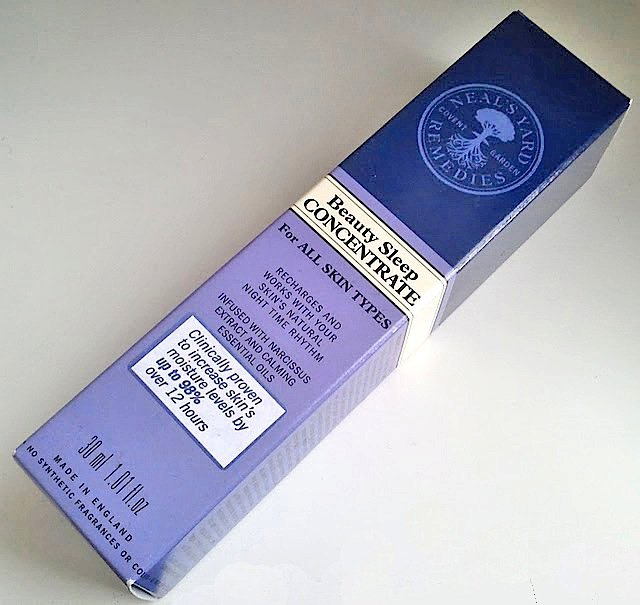 NEAL'S YARD
REMEDIES
COVENT GARDEN
Beauty Sleep
CONCENTRATE
For ALL SKIN TYPES
RECHARGES AND
WORKS WITH YOUR
SKIN'S NATURAL
NIGHT TIME RHYTHM
INFUSED WITH NARCISSUS
EXTRACT AND CALMING
ESSENTIAL OILS
Clinically proven
to increase skin's
moisture levels by
up to 98%
over 12 hours
30 ml 1.01 fl.oz
MADE IN ENGLAND
NO SYNTHETIC FRAGRANCES OR